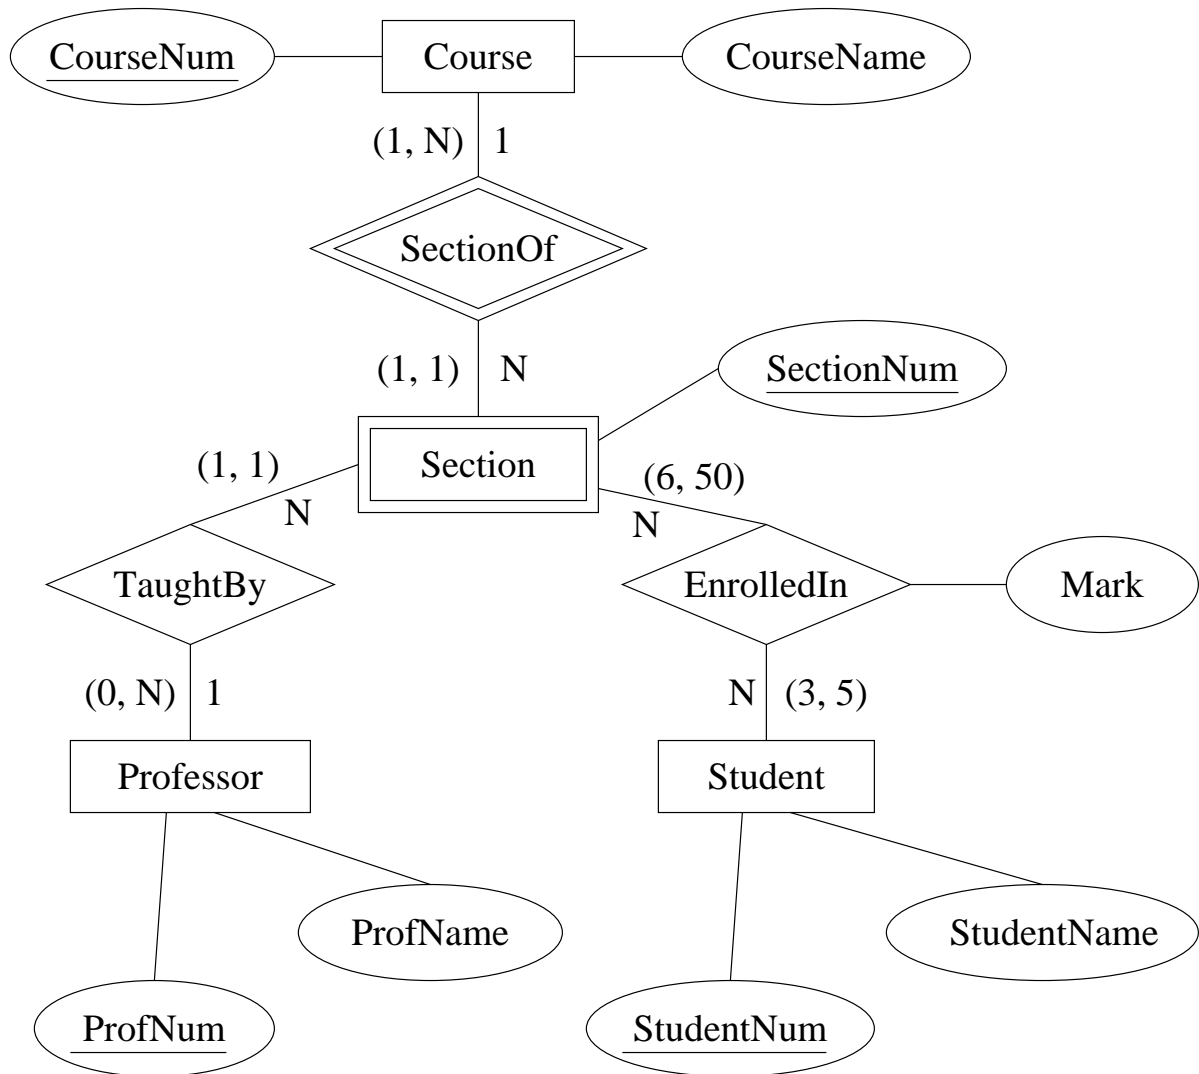 CourseNum
Course
CourseName
(1, N)
1
SectionOf
(1, 1)
N
SectionNum
Section
(1, 1)
N
(6, 50)
N
TaughtBy
EnrolledIn
Mark
(0, N)
1
N
(3, 5)
Professor
Student
ProfName
StudentName
ProfNum
StudentNum